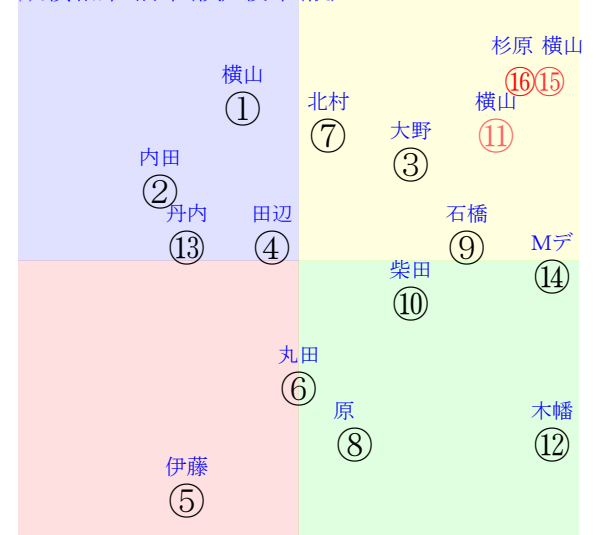 杉原 横山
⑯⑮
横山
①
北村
⑦
横山
⑪
大野
③
内田
②
丹内
⑬
田辺
④
石橋
⑨
Mデ
⑭
柴田
⑩
丸田
⑥
原
⑧
木幡
⑫
伊藤
⑤